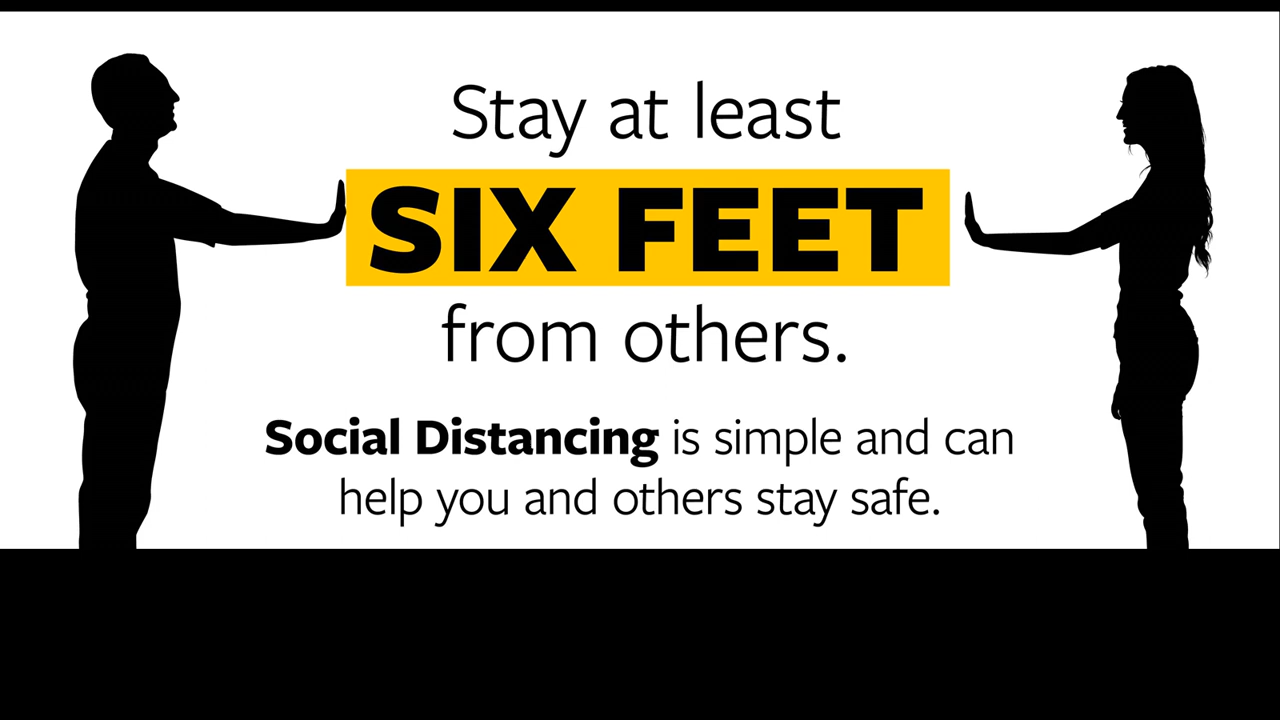 Stay at least
SIX FEET
from others.
Social Distancing is simple and can
help you and others stay safe.